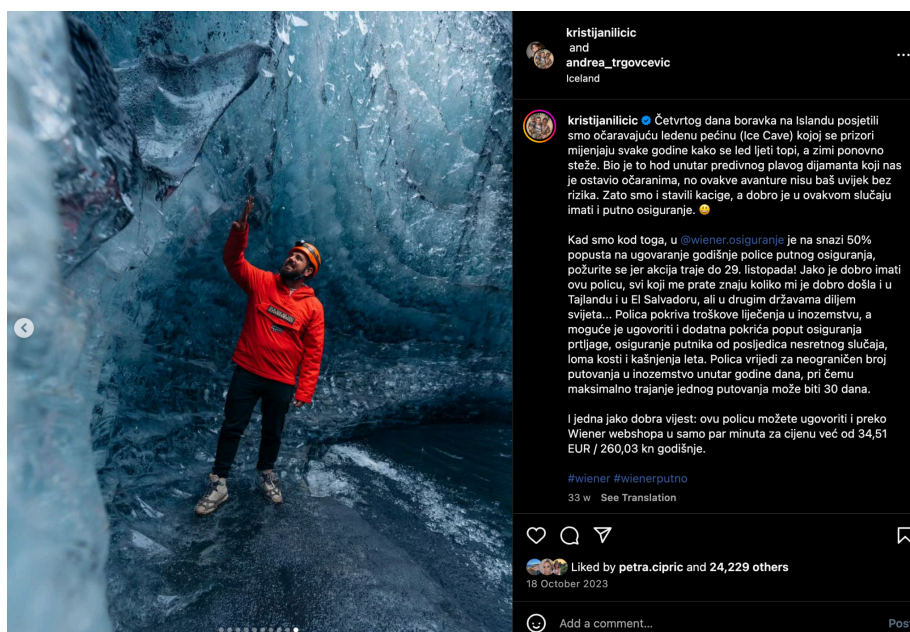 kristijanilicic
and
andrea_trgovcevic
Iceland
kristijanilicic Četvrtog dana boravka na Islandu posjetili
smo očaravajuću ledenu pećinu (Ice Cave) kojoj se prizori
mijenjaju svake godine kako se led ljeti topi, a zimi ponovno
steže. Bio je to hod unutar predivnog plavog dijamanta koji nas
je ostavio očaranima, no ovakve avanture nisu baš uvijek bez
rizika. Zato smo i stavili kacige, a dobro je u ovakvom slučaju
imati i putno osiguranje. 😀
Kad smo kod toga, u @wiener.osiguranje je na snazi 50%
popusta na ugovaranje godišnje police putnog osiguranja,
požurite se jer akcija traje do 29. listopada! Jako je dobro imati
ovu policu, svi koji me prate znaju koliko mi je dobro došla i u
Tajlandu i u El Salvadoru, ali u drugim državama diljem
svijeta... Polica pokriva troškove liječenja u inozemstvu, a
moguće je ugovoriti i dodatna pokrića poput osiguranja
prtljage, osiguranje putnika od posljedica nesretnog slučaja,
loma kosti i kašnjenja leta. Polica vrijedi za neograničen broj
putovanja u inozemstvo unutar godine dana, pri čemu
maksimalno trajanje jednog putovanja može biti 30 dana.
I jedna jako dobra vijest: ovu policu možete ugovoriti i preko
Wiener webshopa u samo par minuta za cijenu već od 34,51
EUR / 260,03 kn godišnje.
#wiener #wienerputno
33 w See Translation
Liked by petra.cipric and 24,229 others
18 October 2023
Add a comment...
Pos